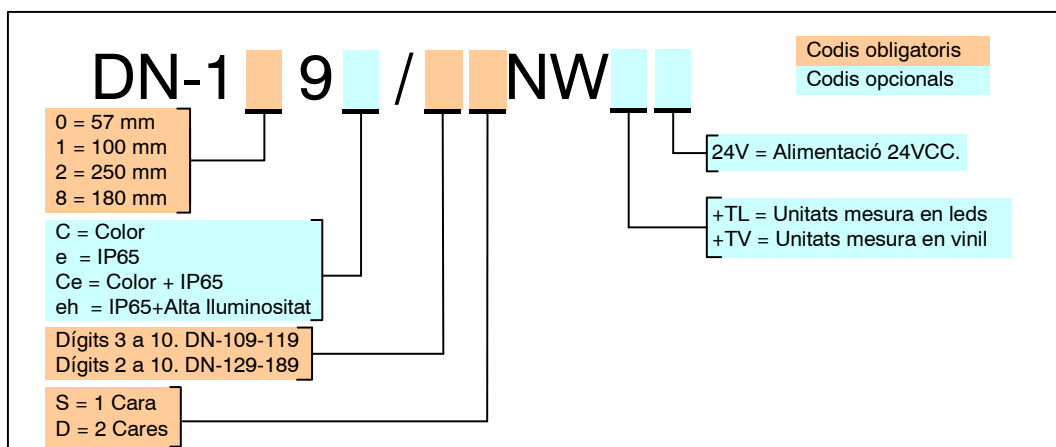 DN-1 9 / NW
Codis obligatoris
Codis opcionals
0 = 57 mm
1 = 100 mm
2 = 250 mm
8 = 180 mm
24V = Alimentació 24VCC.
+TL = Unitats mesura en leds
+TV = Unitats mesura en vinil
C = Color
e = IP65
Ce = Color + IP65
eh = IP65+Alta lluminositat
Dígits 3 a 10. DN-109-119
Dígits 2 a 10. DN-129-189
S = 1 Cara
D = 2 Cares